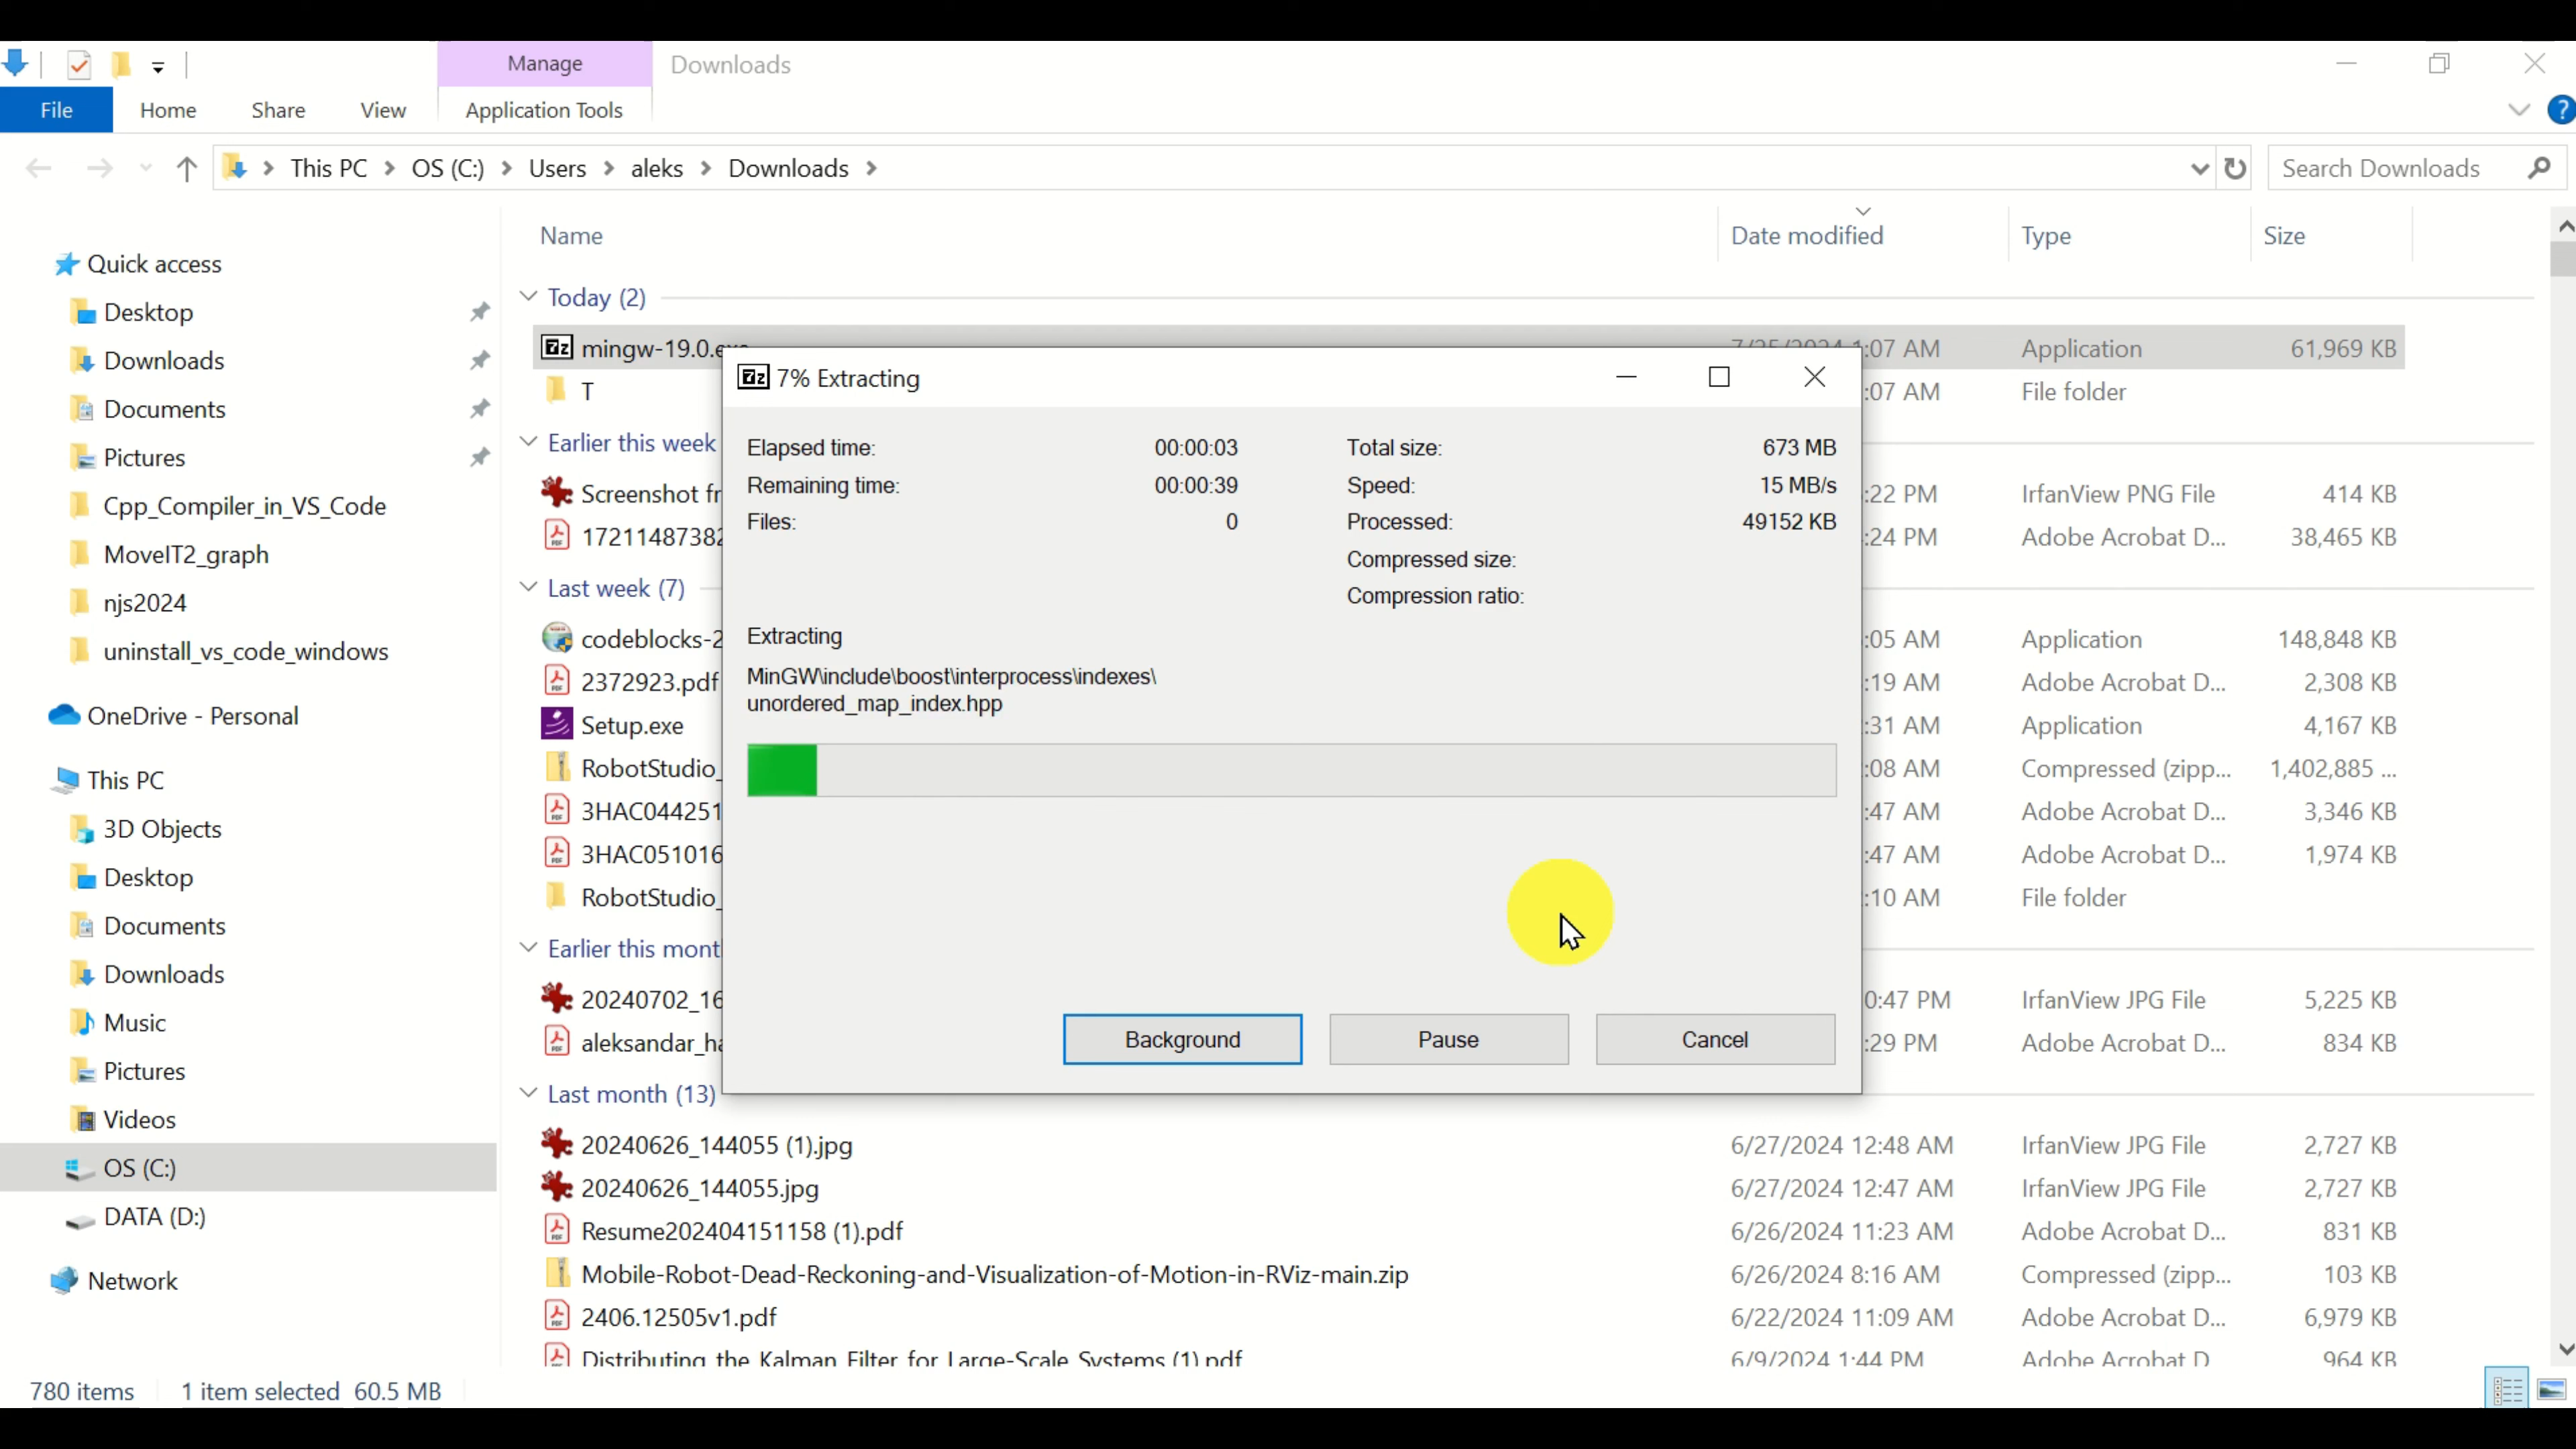 Manage
Downloads
File
Home
Share
View
Application Tools
?
This PC
OS (C:)
Users
aleks
Downloads
Search Downloads
Name
Date modified
Type
Size
Quick access
Desktop
Downloads
Documents
Pictures
Cpp_Compiler_in_VS_Code
MoveIT2_graph
njs2024
uninstall_vs_code_windows
OneDrive - Personal
This PC
3D Objects
Desktop
Documents
Downloads
Music
Pictures
Videos
OS (C:)
DATA (D:)
Network
Today (2)
mingw-19.0.exe 7/25/2024 1:07 AM Application 61,969 KB
T :07 AM File folder
Earlier this week
Screenshot fr :22 PM IrfanView PNG File 414 KB
17211487382 :24 PM Adobe Acrobat D... 38,465 KB
Last week (7)
codeblocks-2 :05 AM Application 148,848 KB
2372923.pdf :19 AM Adobe Acrobat D... 2,308 KB
Setup.exe :31 AM Application 4,167 KB
RobotStudio_ :08 AM Compressed (zipp... 1,402,885 ...
3HAC044251 :47 AM Adobe Acrobat D... 3,346 KB
3HAC051016 :47 AM Adobe Acrobat D... 1,974 KB
RobotStudio_ :10 AM File folder
Earlier this mont
20240702_16 0:47 PM IrfanView JPG File 5,225 KB
aleksandar_ha :29 PM Adobe Acrobat D... 834 KB
Last month (13)
20240626_144055 (1).jpg 6/27/2024 12:48 AM IrfanView JPG File 2,727 KB
20240626_144055.jpg 6/27/2024 12:47 AM IrfanView JPG File 2,727 KB
Resume202404151158 (1).pdf 6/26/2024 11:23 AM Adobe Acrobat D... 831 KB
Mobile-Robot-Dead-Reckoning-and-Visualization-of-Motion-in-RViz-main.zip 6/26/2024 8:16 AM Compressed (zipp... 103 KB
2406.12505v1.pdf 6/22/2024 11:09 AM Adobe Acrobat D... 6,979 KB
Distributing_the_Kalman_Filter_for_Large-Scale_Systems (1).pdf 6/9/2024 1:44 PM Adobe Acrobat D 964 KB
7z 7% Extracting
Elapsed time: 00:00:03
Remaining time: 00:00:39
Files: 0
Total size: 673 MB
Speed: 15 MB/s
Processed: 49152 KB
Compressed size:
Compression ratio:
Extracting
MinGW\include\boost\interprocess\indexes\
unordered_map_index.hpp
Background
Pause
Cancel
780 items
1 item selected 60.5 MB